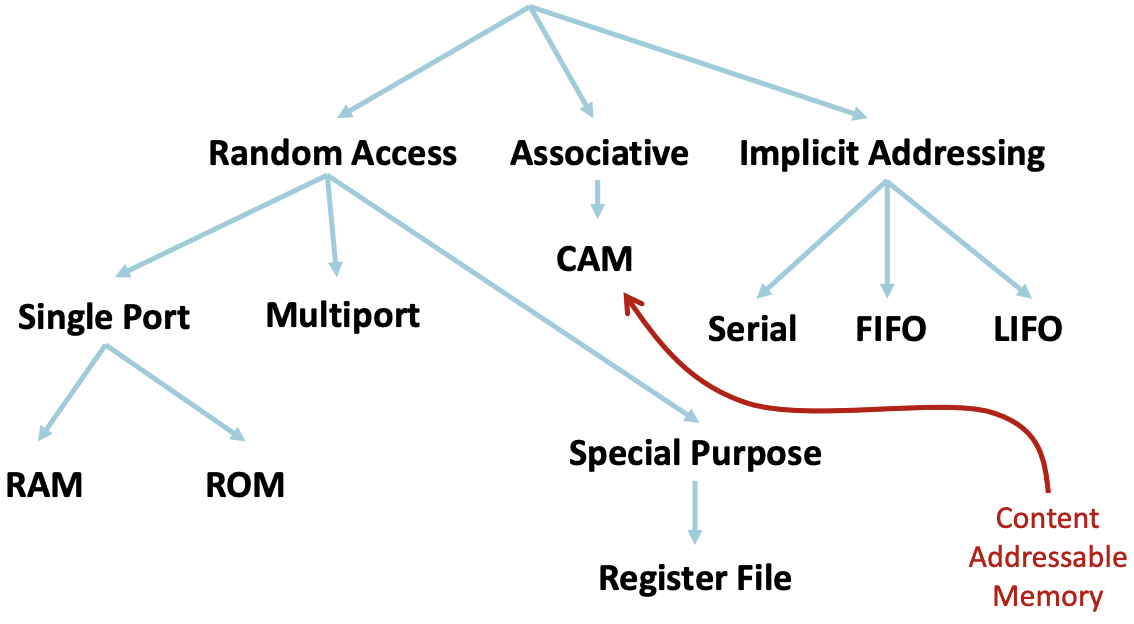 Random Access
Associative
Implicit Addressing
CAM
Single Port
Multiport
Serial
FIFO
LIFO
Special Purpose
RAM
ROM
Register File
Content
Addressable
Memory